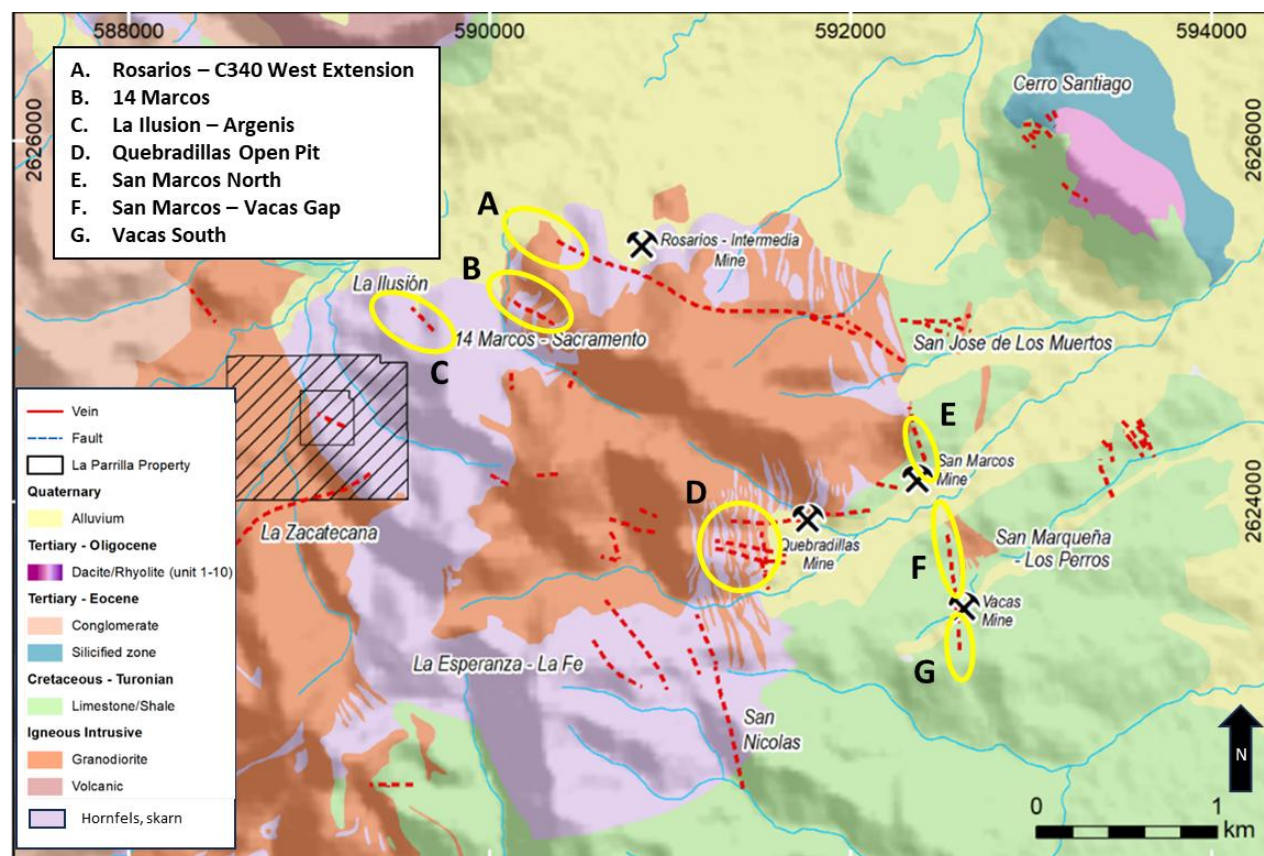 588000
590000
592000
594000
2626000
2626000
2624000
2624000
A. Rosarios – C340 West Extension
B. 14 Marcos
C. La Ilusion – Argenis
D. Quebradillas Open Pit
E. San Marcos North
F. San Marcos – Vacas Gap
G. Vacas South
Cerro Santiago
A
Rosarios - Intermedia
Mine
B
La Ilusión
14 Marcos - Sacramento
C
San Jose de Los Muertos
E
San Marcos
Mine
D
Quebradillas
Mine
La Zacatecana
San Marqueña
- Los Perros
F
Vacas
Mine
G
La Esperanza - La Fe
San
Nicolas
Vein
Fault
La Parrilla Property
Quaternary
Alluvium
Tertiary - Oligocene
Dacite/Rhyolite (unit 1-10)
Tertiary - Eocene
Conglomerate
Silicified zone
Cretaceous - Turonian
Limestone/Shale
Igneous Intrusive
Granodiorite
Volcanic
Hornfels, skarn
N
0 1
km